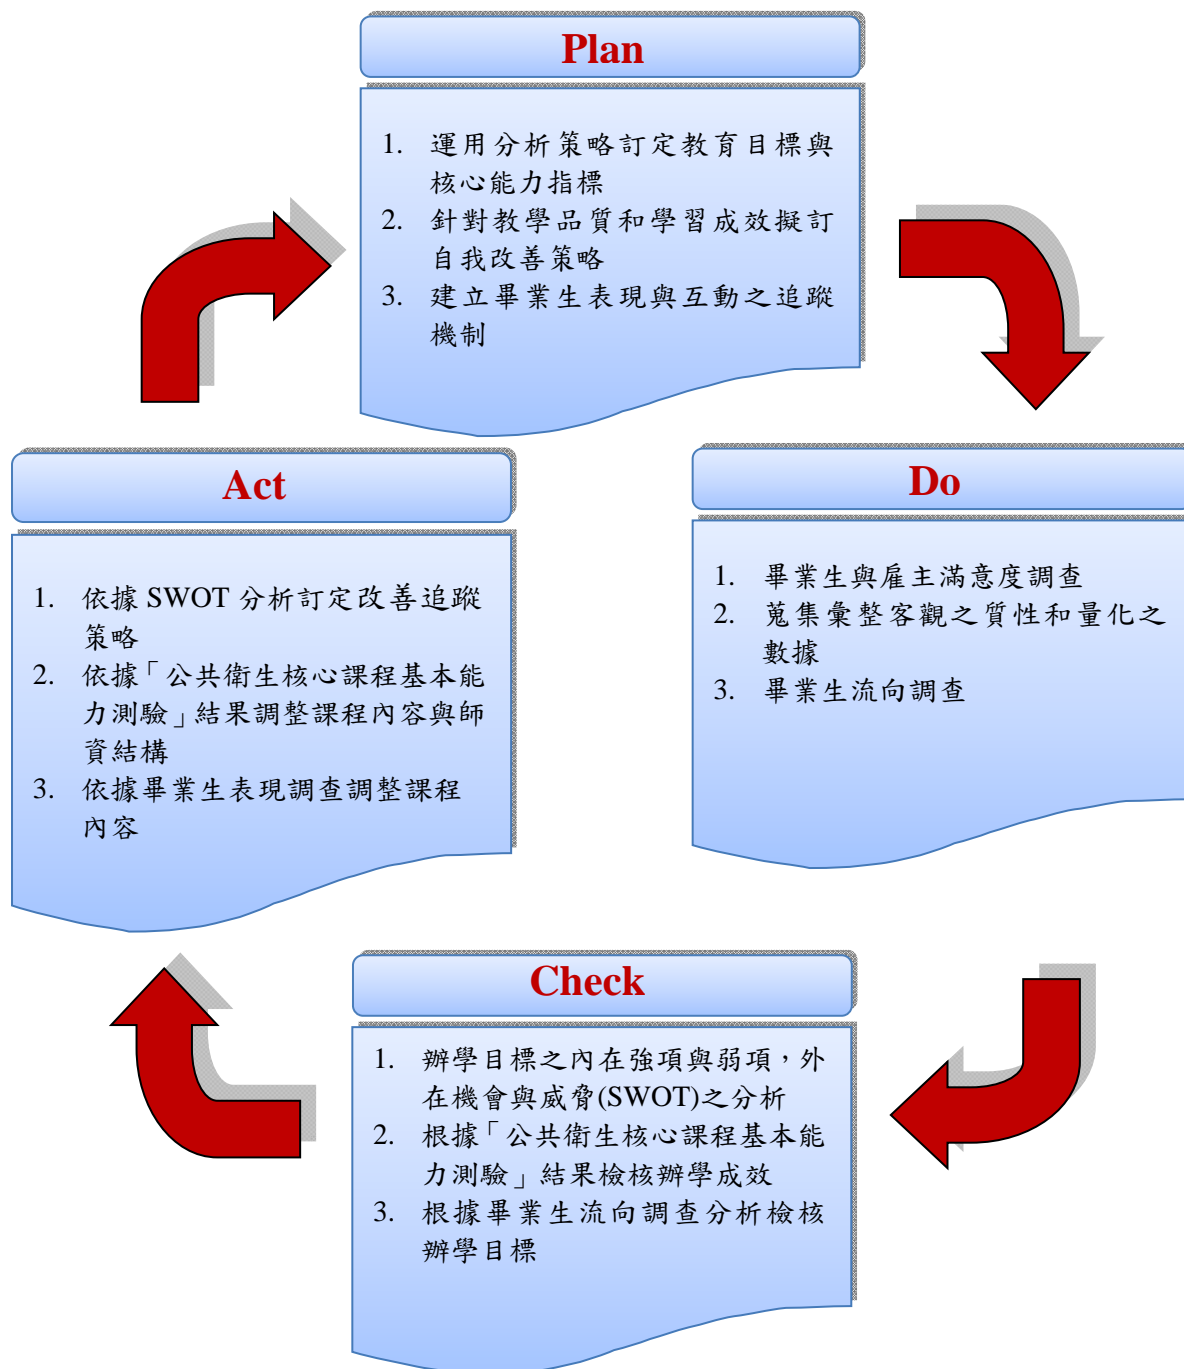 Plan
1. 運用分析策略訂定教育目標與
核心能力指標
2. 針對教學品質和學習成效擬訂
自我改善策略
3. 建立畢業生表現與互動之追蹤
機制
Act
1. 依據 SWOT 分析訂定改善追蹤
策略
2. 依據「公共衛生核心課程基本能
力測驗」結果調整課程內容與師
資結構
3. 依據畢業生表現調查調整課程
內容
Do
1. 畢業生與雇主滿意度調查
2. 蒐集彙整客觀之質性和量化之
數據
3. 畢業生流向調查
Check
1. 辦學目標之內在強項與弱項，外
在機會與威脅(SWOT)之分析
2. 根據「公共衛生核心課程基本能
力測驗」結果檢核辦學成效
3. 根據畢業生流向調查分析檢核
辦學目標